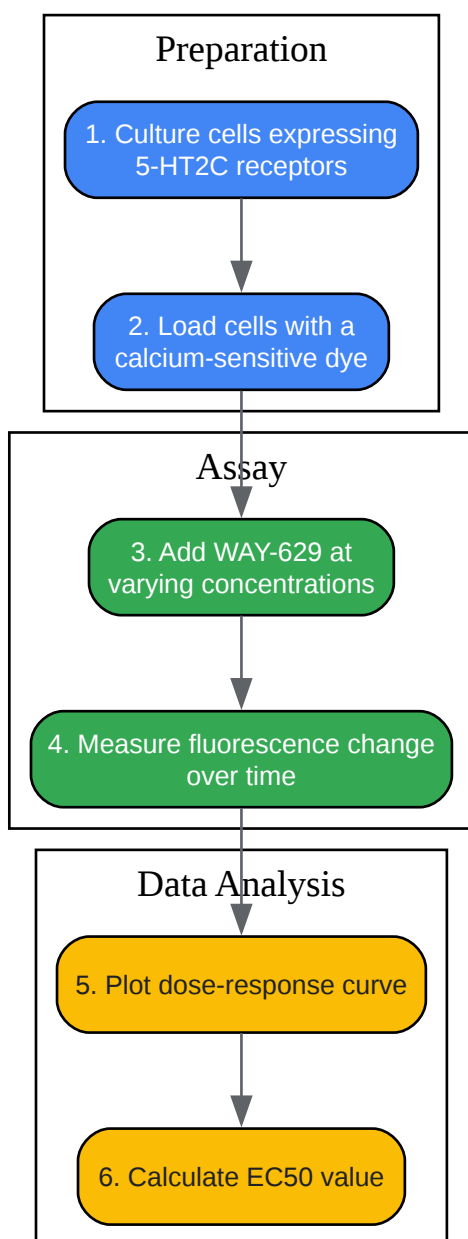 Preparation
1. Culture cells expressing
5-HT2C receptors
2. Load cells with a
calcium-sensitive dye
Assay
3. Add WAY-629 at
varying concentrations
4. Measure fluorescence change
over time
Data Analysis
5. Plot dose-response curve
6. Calculate EC50 value